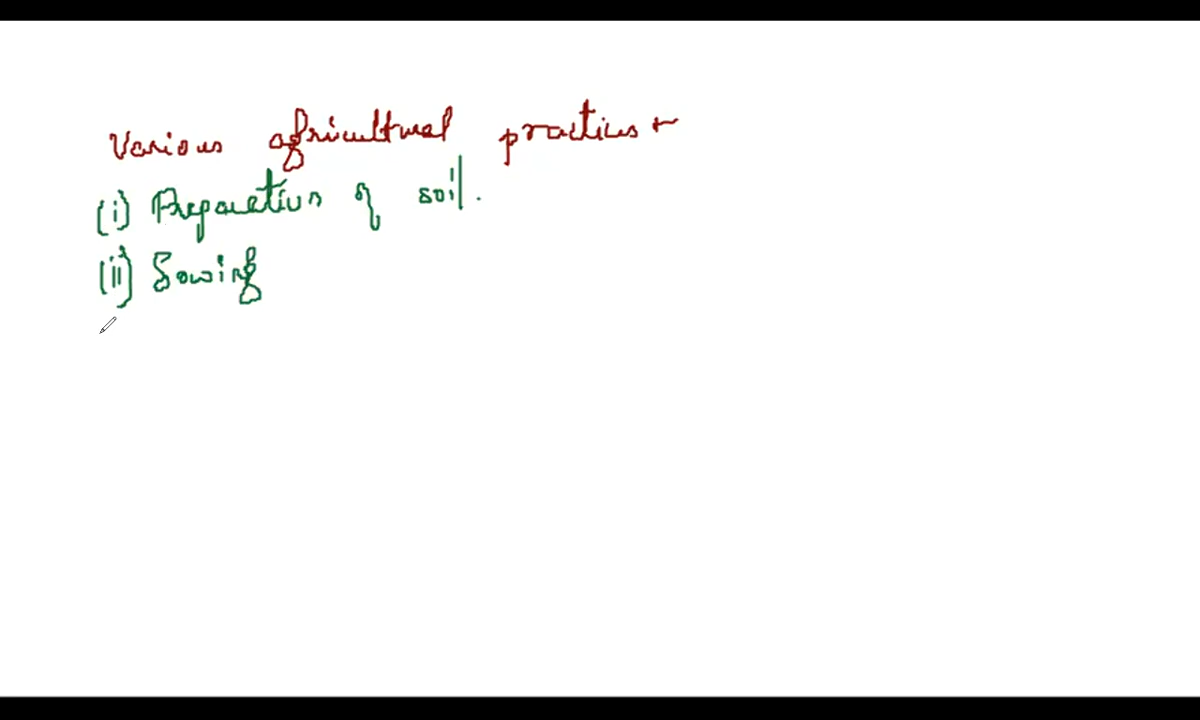 Various agricultural practices
(i) Preparation of soil.
(ii) Sowing